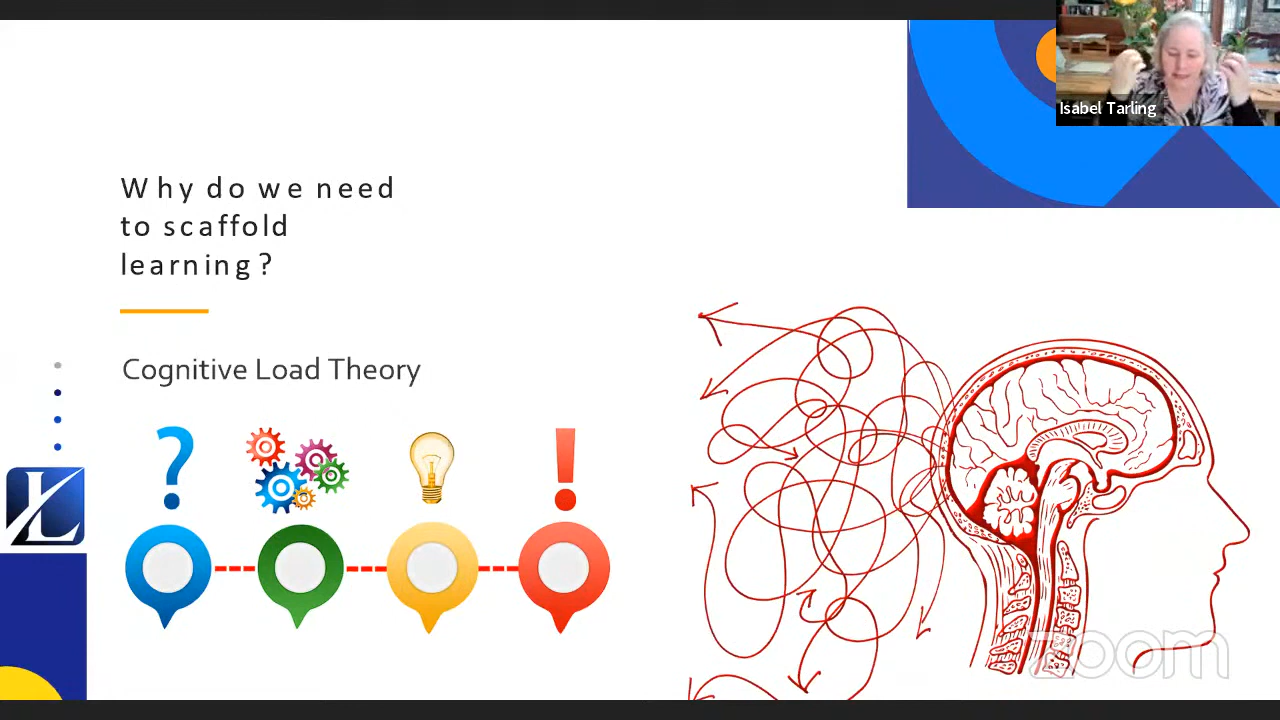 Isabel Tarling
Why do we need
to scaffold
learning?
Cognitive Load Theory
?
!
L
zoom